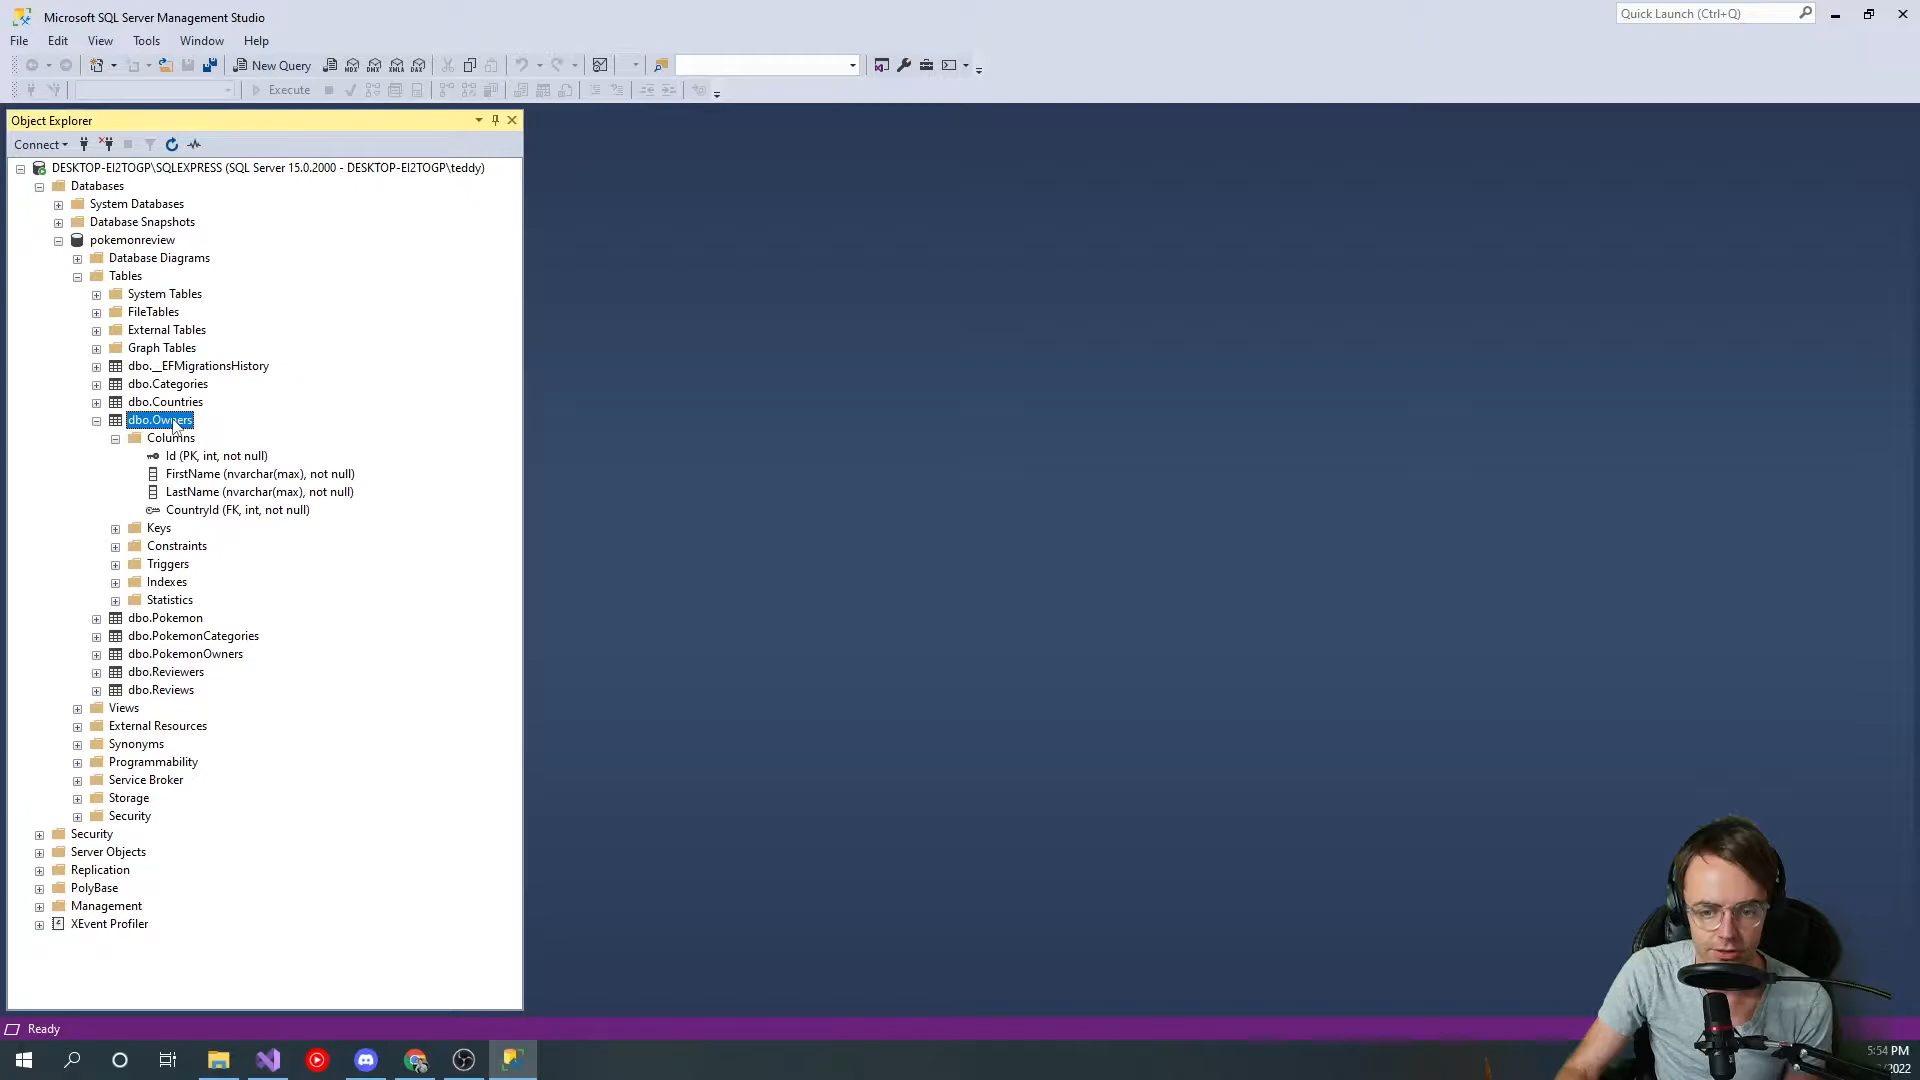 Microsoft SQL Server Management Studio
Quick Launch (Ctrl+Q)
File Edit View Tools Window Help
New Query MDX DMX XMLA DAX
Execute
Object Explorer
Connect
DESKTOP-EI2TOGP\SQLEXPRESS (SQL Server 15.0.2000 - DESKTOP-EI2TOGP\teddy)
Databases
System Databases
Database Snapshots
pokemonreview
Database Diagrams
Tables
System Tables
FileTables
External Tables
Graph Tables
dbo.__EFMigrationsHistory
dbo.Categories
dbo.Countries
dbo.Owners
Columns
Id (PK, int, not null)
FirstName (nvarchar(max), not null)
LastName (nvarchar(max), not null)
CountryId (FK, int, not null)
Keys
Constraints
Triggers
Indexes
Statistics
dbo.Pokemon
dbo.PokemonCategories
dbo.PokemonOwners
dbo.Reviewers
dbo.Reviews
Views
External Resources
Synonyms
Programmability
Service Broker
Storage
Security
Security
Server Objects
Replication
PolyBase
Management
XEvent Profiler
Ready
5:54 PM
/2022